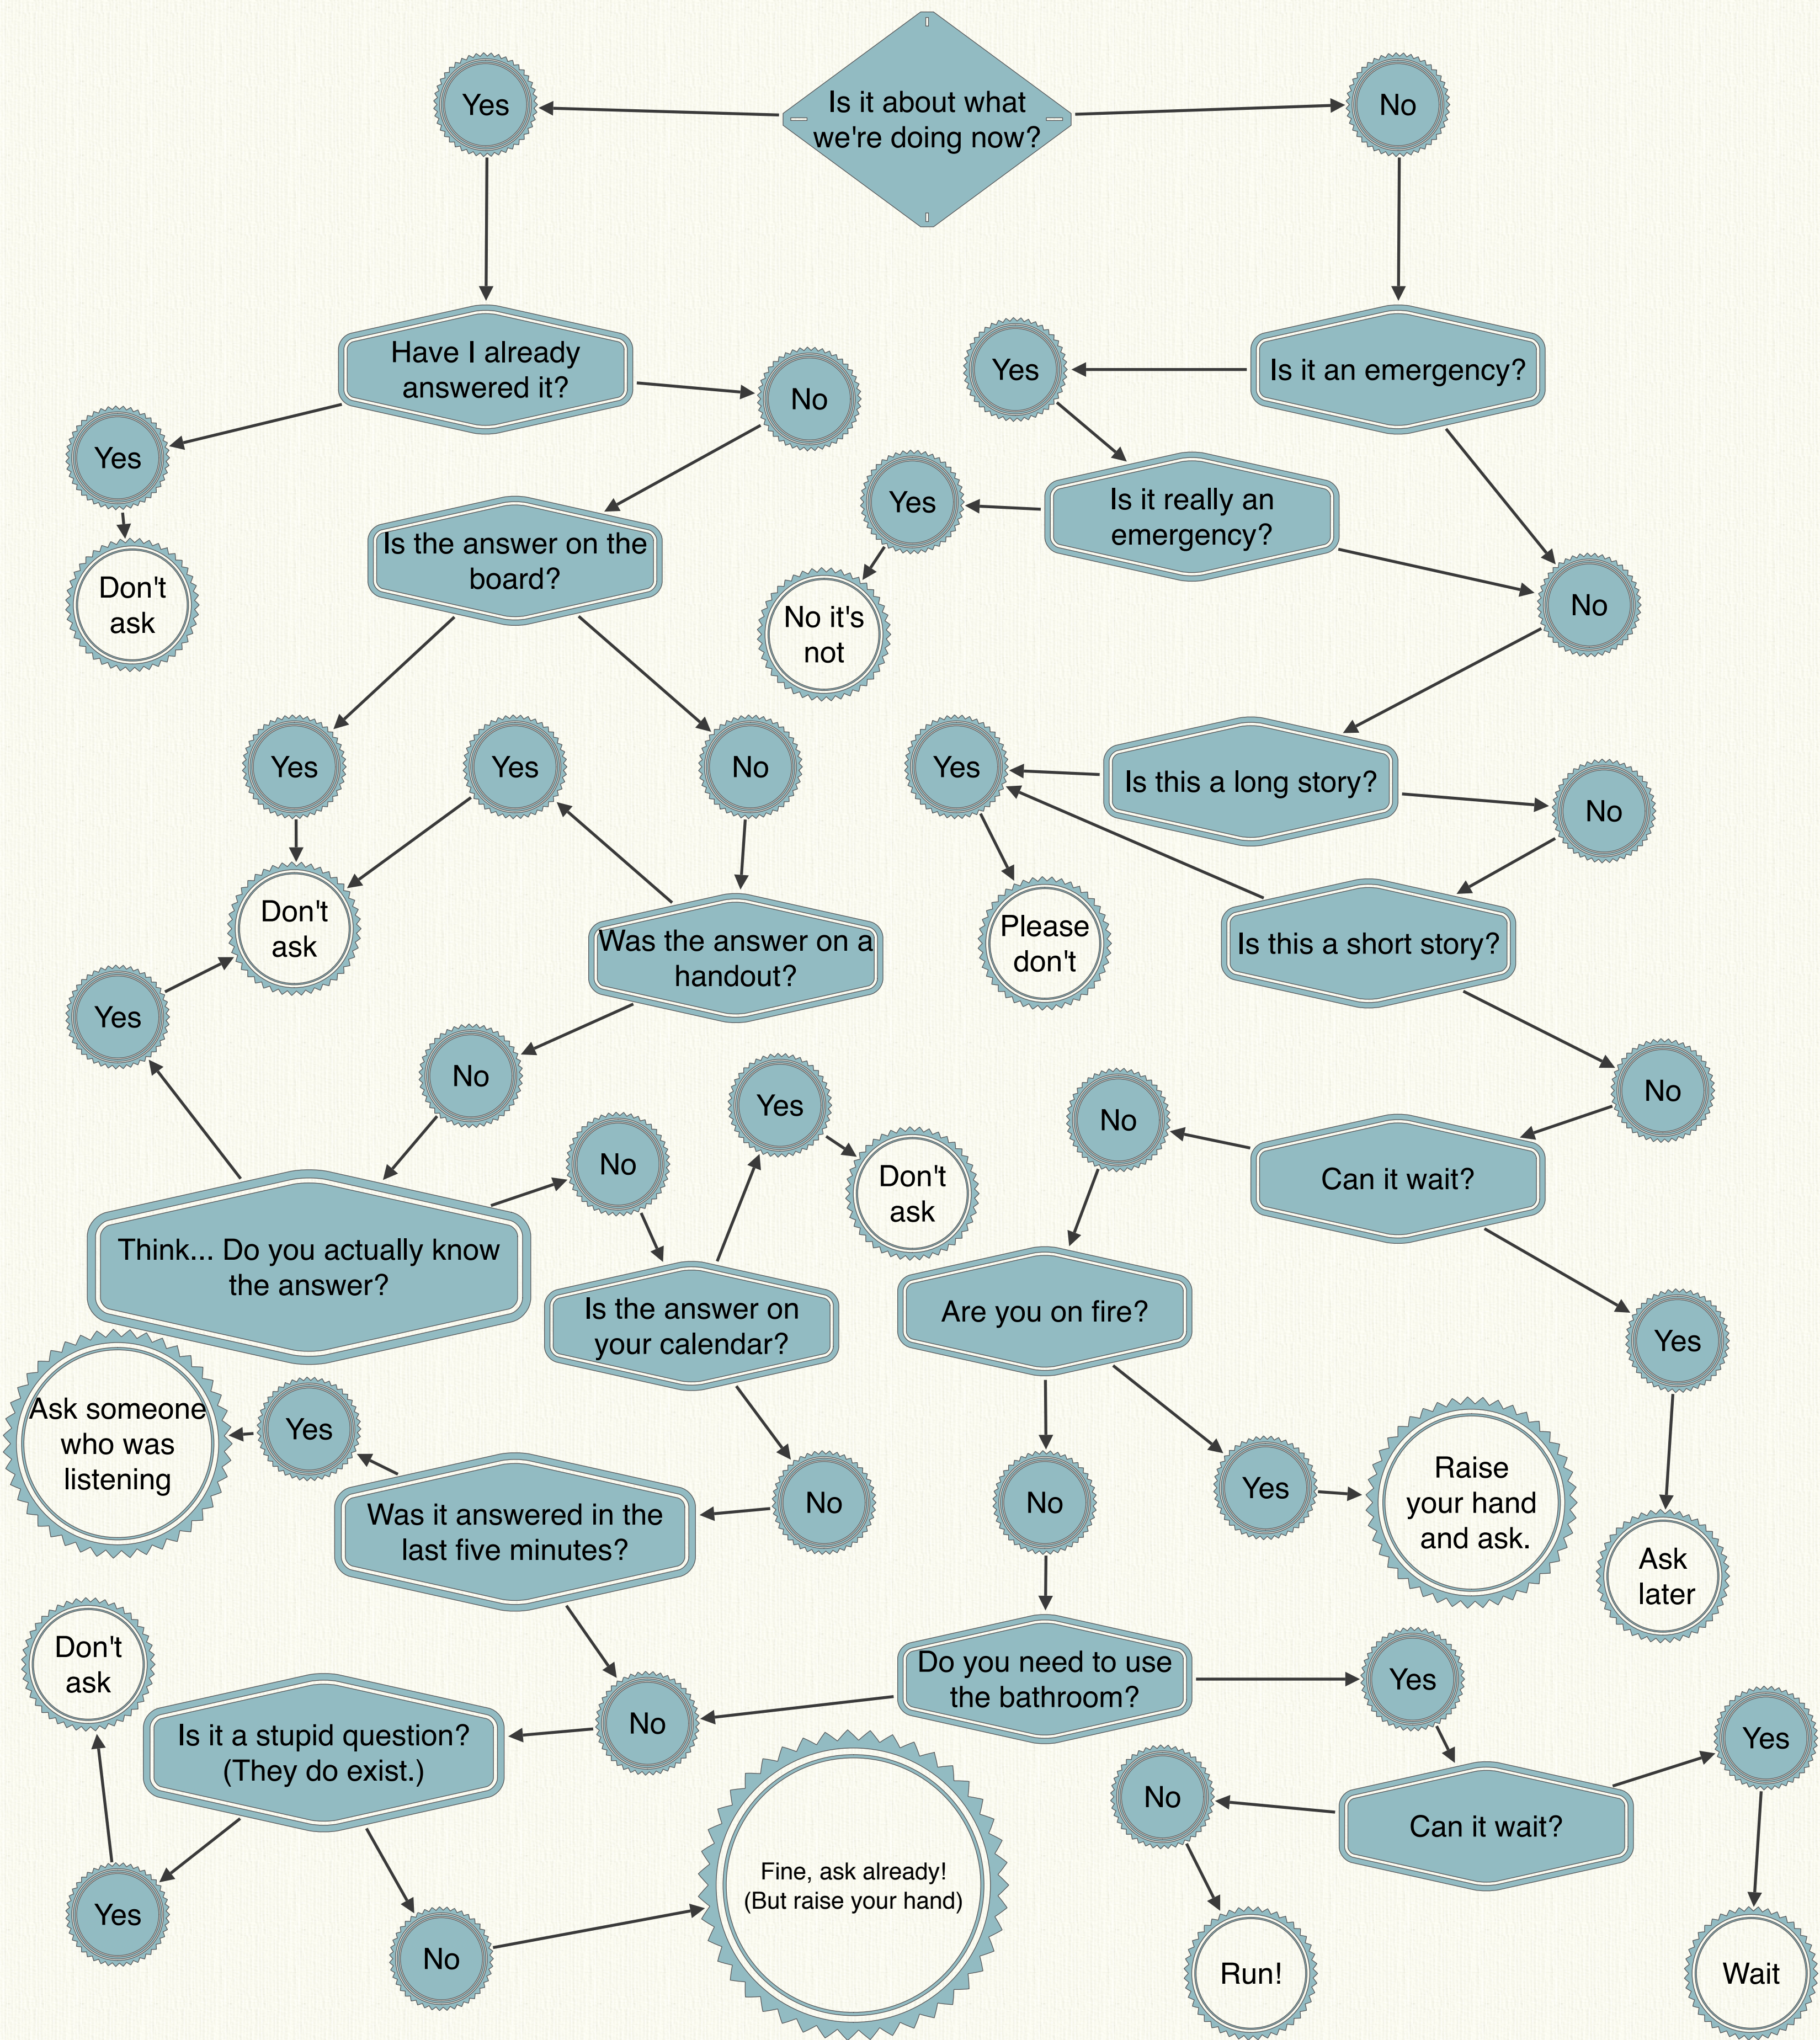 Is it about what
we're doing now?
Yes
No
Have I already
answered it?
No
Yes
Is it an emergency?
Yes
Don't
ask
Is the answer on the
board?
Yes
Is it really an
emergency?
No it's
not
No
Yes
Yes
No
Yes
Is this a long story?
No
Don't
ask
Was the answer on a
handout?
Please
don't
Is this a short story?
Yes
No
Yes
No
No
No
Don't
ask
Can it wait?
Think... Do you actually know
the answer?
Is the answer on
your calendar?
Are you on fire?
Yes
Ask someone
who was
listening
Yes
Was it answered in the
last five minutes?
No
No
Yes
Raise
your hand
and ask.
Ask
later
Don't
ask
Is it a stupid question?
(They do exist.)
No
Do you need to use
the bathroom?
Yes
Yes
No
Can it wait?
Fine, ask already!
(But raise your hand)
Yes
No
Run!
Wait